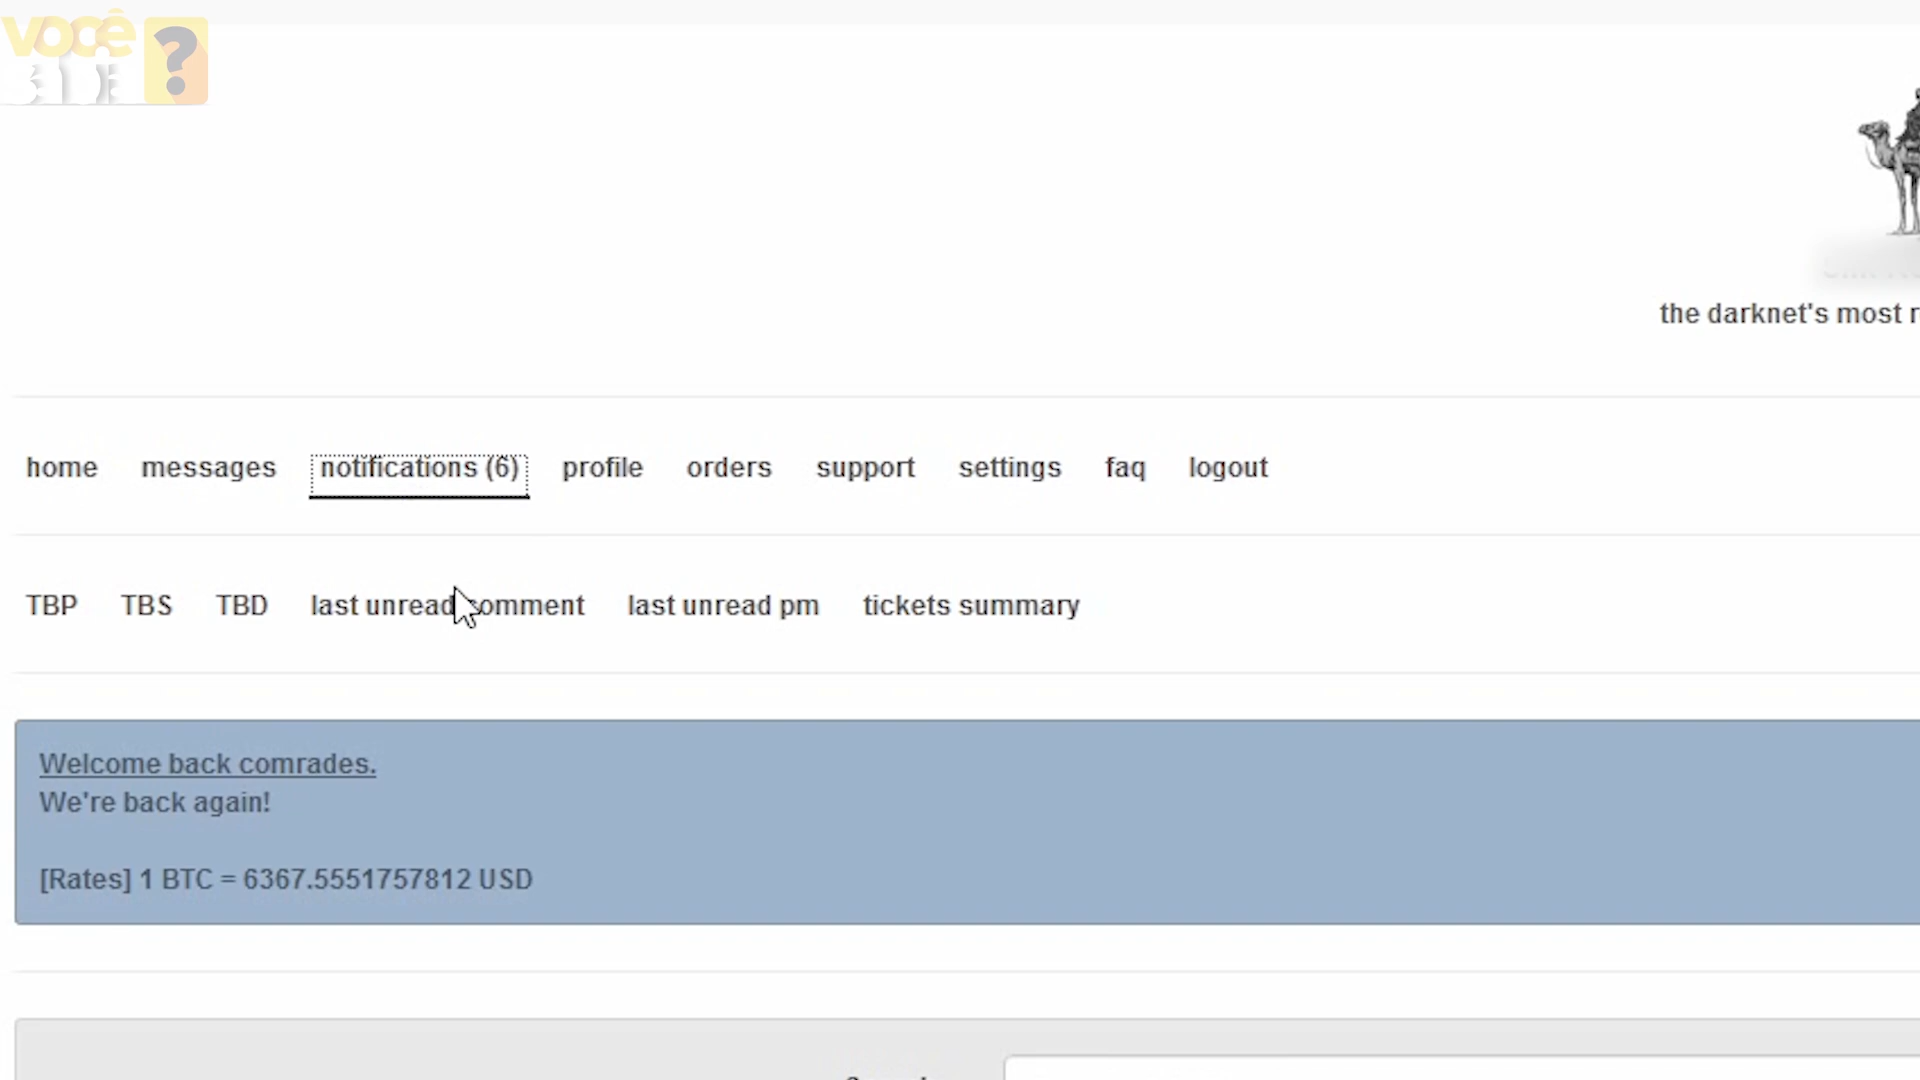 você
sabia
?
the darknet's most
home messages notifications (6) profile orders support settings faq logout
TBP TBS TBD last unread comment last unread pm tickets summary
Welcome back comrades.
We're back again!
[Rates] 1 BTC = 6367.5551757812 USD